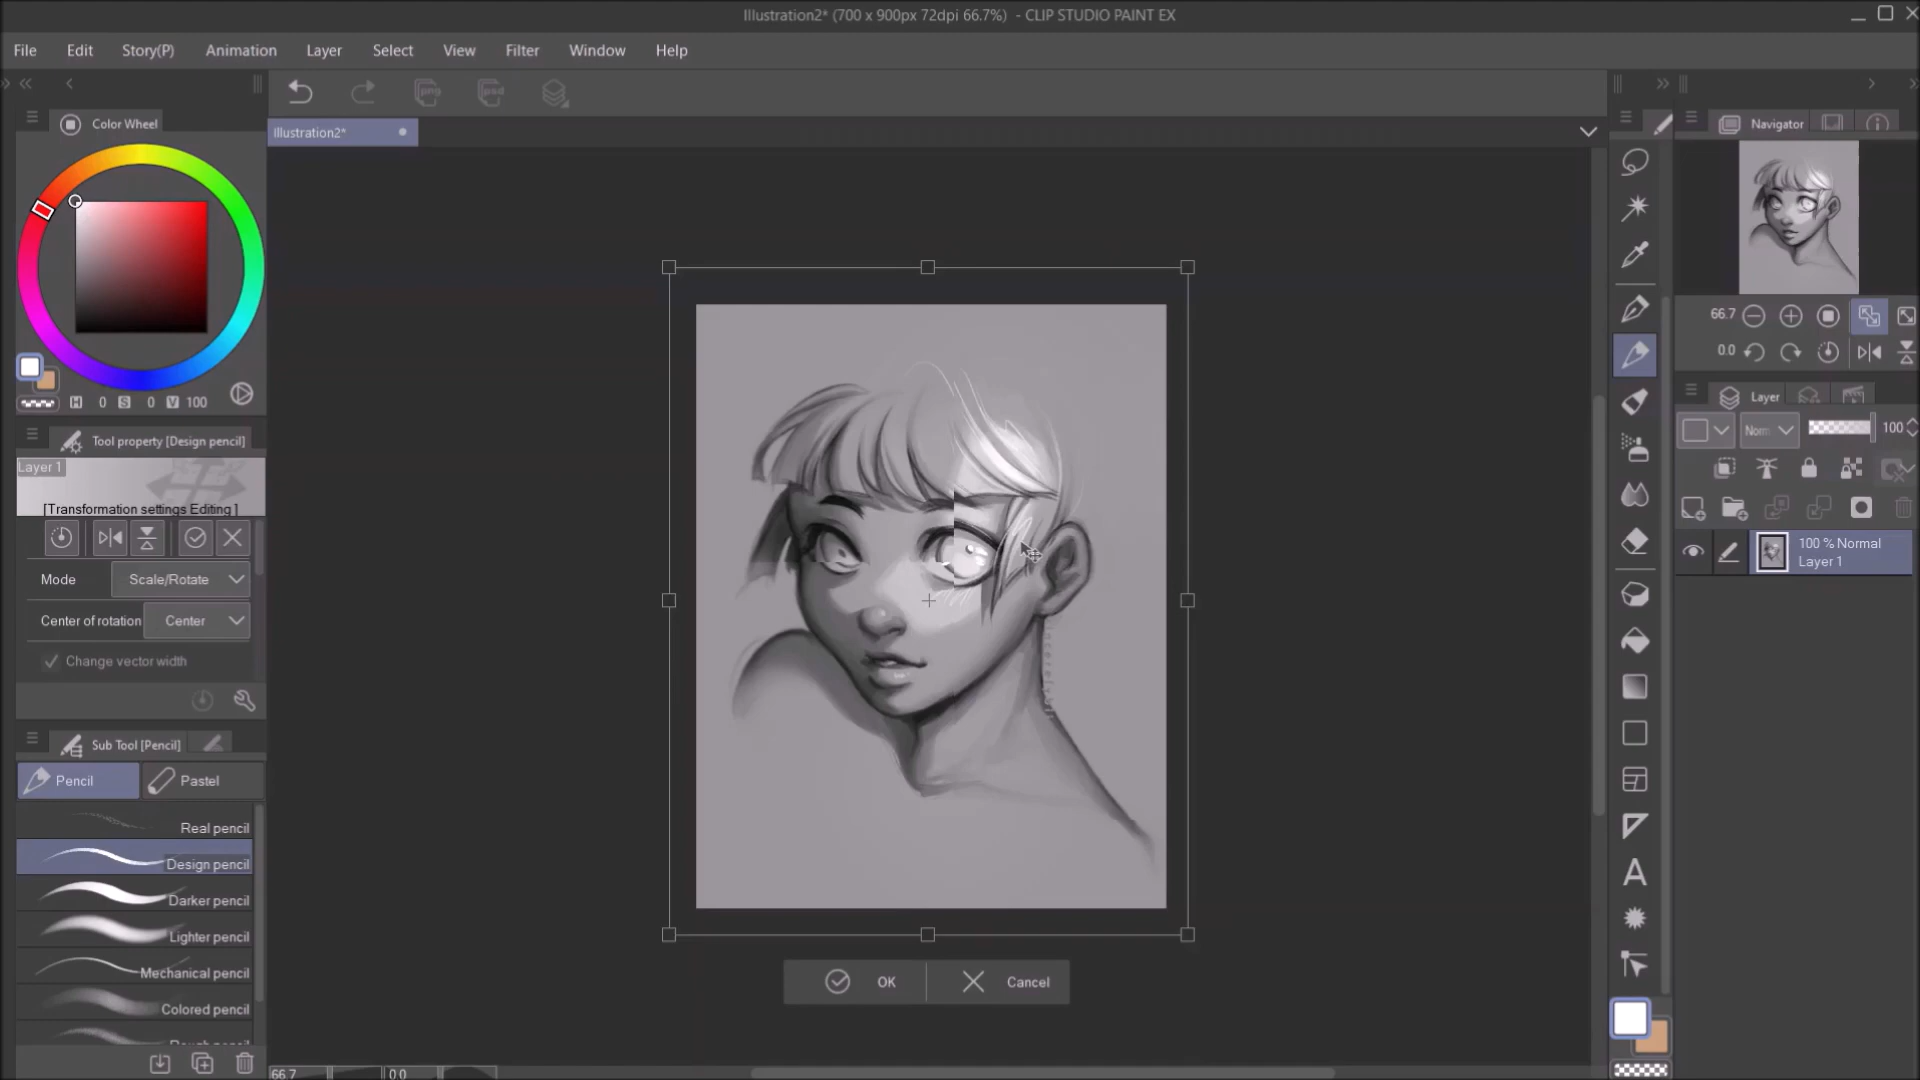 Illustration2* (700 x 900px 72dpi 66.7%) - CLIP STUDIO PAINT EX
File Edit Story(P) Animation Layer Select View Filter Window Help
png psd
Color Wheel
Illustration2*
Navigator
66.7
0.0
H 0 S 0 V 100
Layer
Norm 100
Tool property [Design pencil]
Layer 1
[Transformation settings Editing ]
100 % Normal
Layer 1
Mode Scale/Rotate
Center of rotation Center
Change vector width
Sub Tool [Pencil]
Pencil Pastel
Real pencil
Design pencil
Darker pencil
Lighter pencil
Mechanical pencil
Colored pencil
OK Cancel
A
66.7 0.0